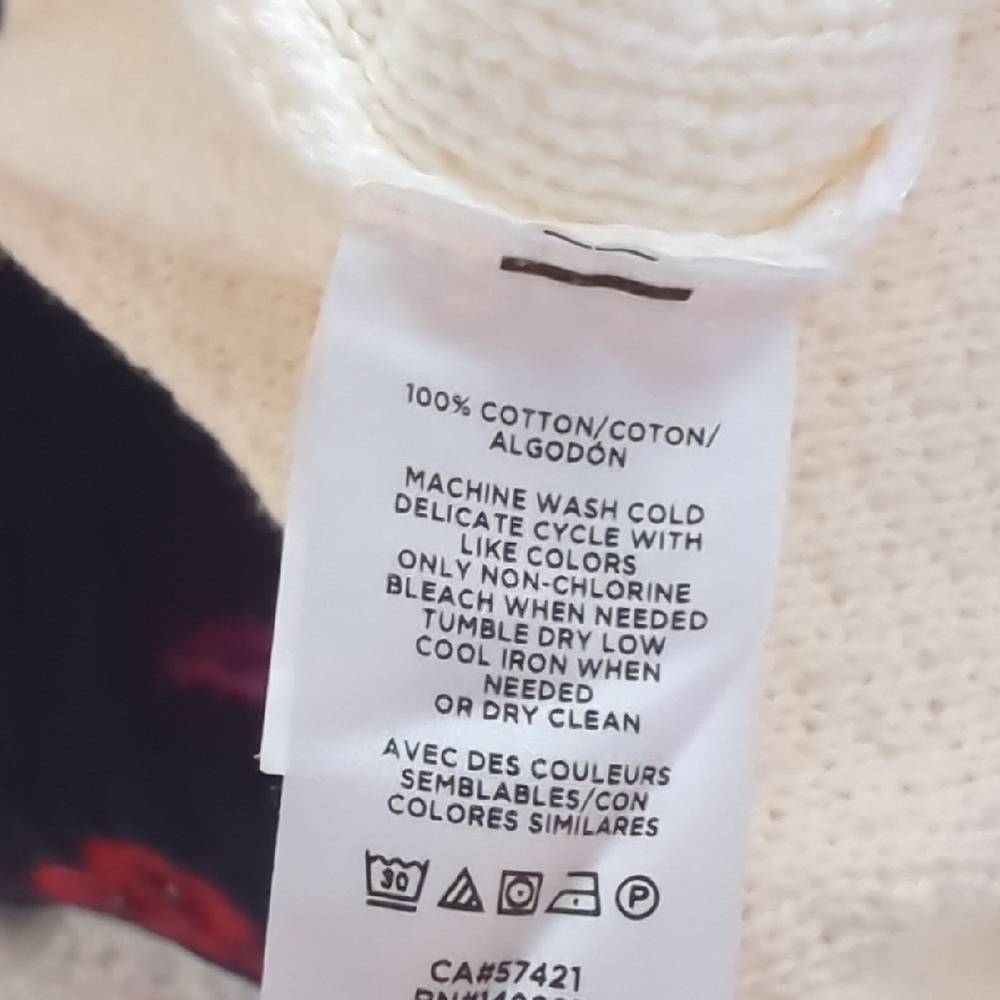 100% COTTON/COTON/
ALGODÓN
MACHINE WASH COLD
DELICATE CYCLE WITH
LIKE COLORS
ONLY NON-CHLORINE
BLEACH WHEN NEEDED
TUMBLE DRY LOW
COOL IRON WHEN
NEEDED
OR DRY CLEAN
AVEC DES COULEURS
SEMBLABLES/CON
COLORES SIMILARES
30 P
CA#57421